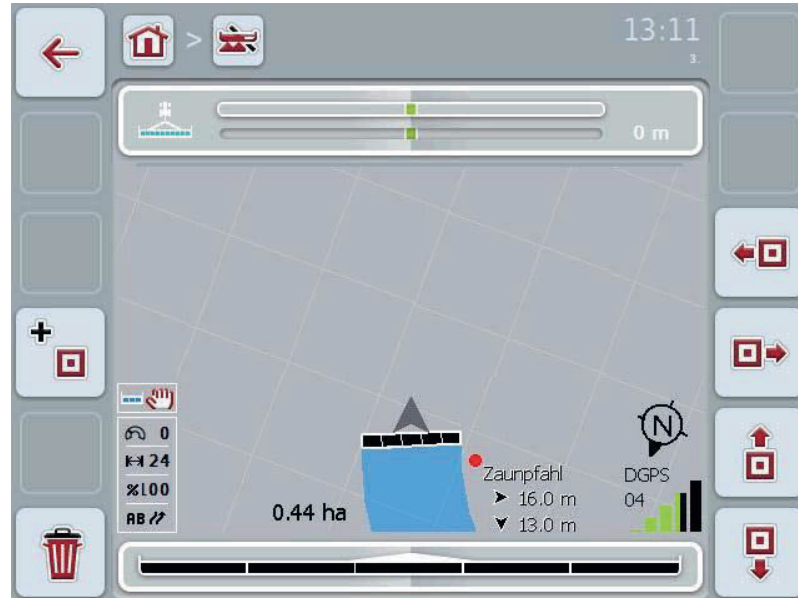 >
13:11
3.
0 m
0
24
%100
AB
0.44 ha
Zaunpfahl
16.0 m
13.0 m
N
DGPS
04